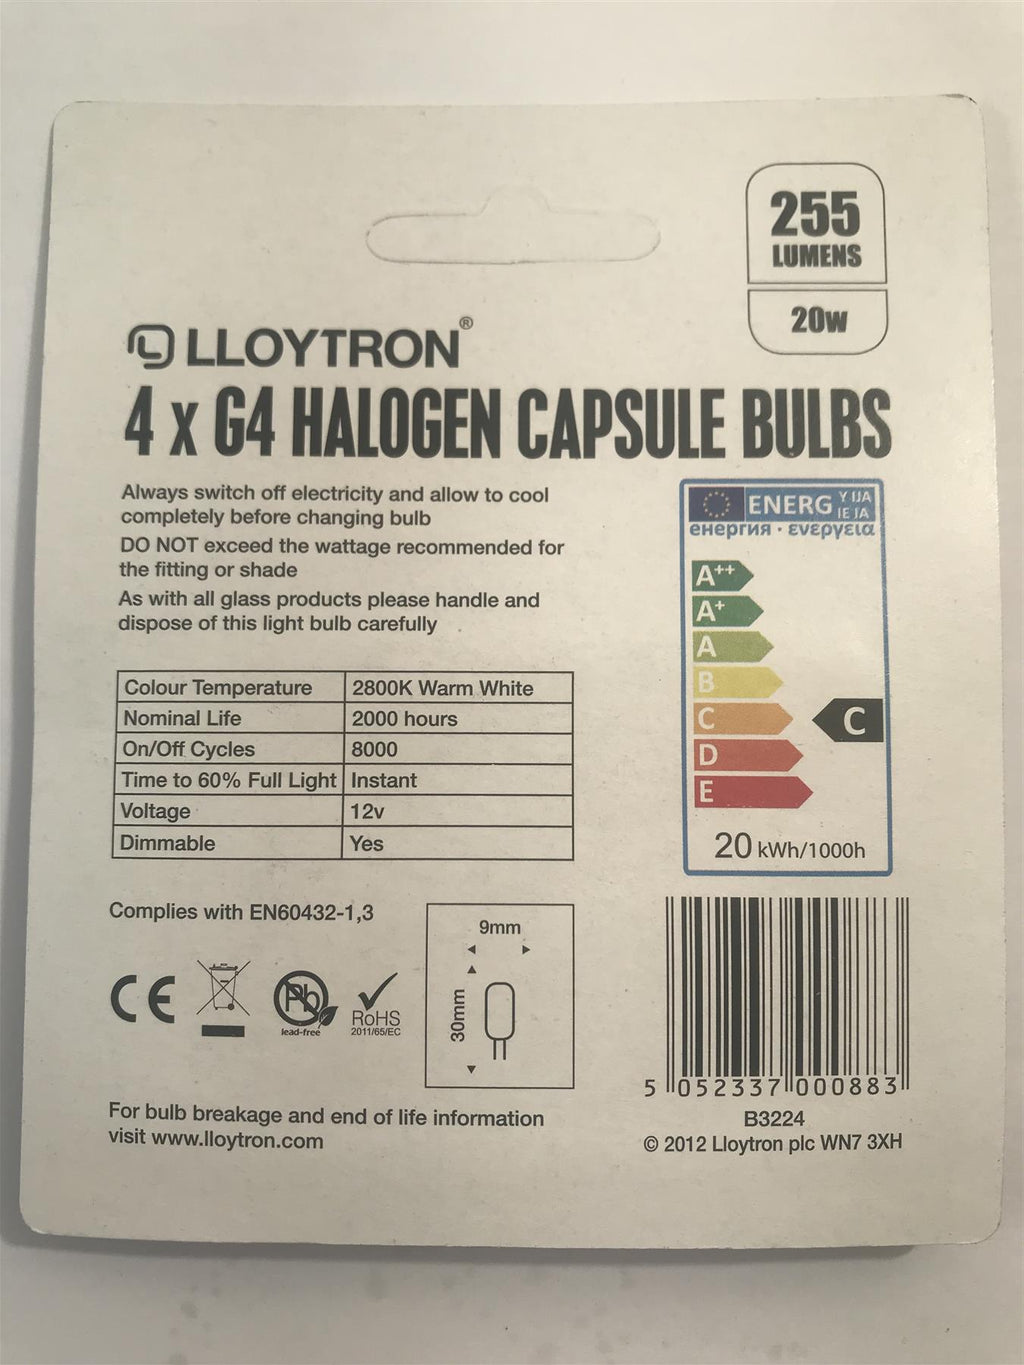 255
LUMENS
20w
LLOYTRON®
4 x G4 HALOGEN CAPSULE BULBS
Always switch off electricity and allow to cool
completely before changing bulb
DO NOT exceed the wattage recommended for
the fitting or shade
As with all glass products please handle and
dispose of this light bulb carefully
Colour Temperature 2800K Warm White
Nominal Life 2000 hours
On/Off Cycles 8000
Time to 60% Full Light Instant
Voltage 12v
Dimmable Yes
ENERG Y IJA
IE IA
енергия · ενεργεια
A++
A+
A
B
C
C
D
E
20 kWh/1000h
Complies with EN60432-1,3
CE
Pb
lead-free
RoHS
2011/65/EC
9mm
30mm
For bulb breakage and end of life information
visit www.lloytron.com
5 052337 000883
B3224
© 2012 Lloytron plc WN7 3XH